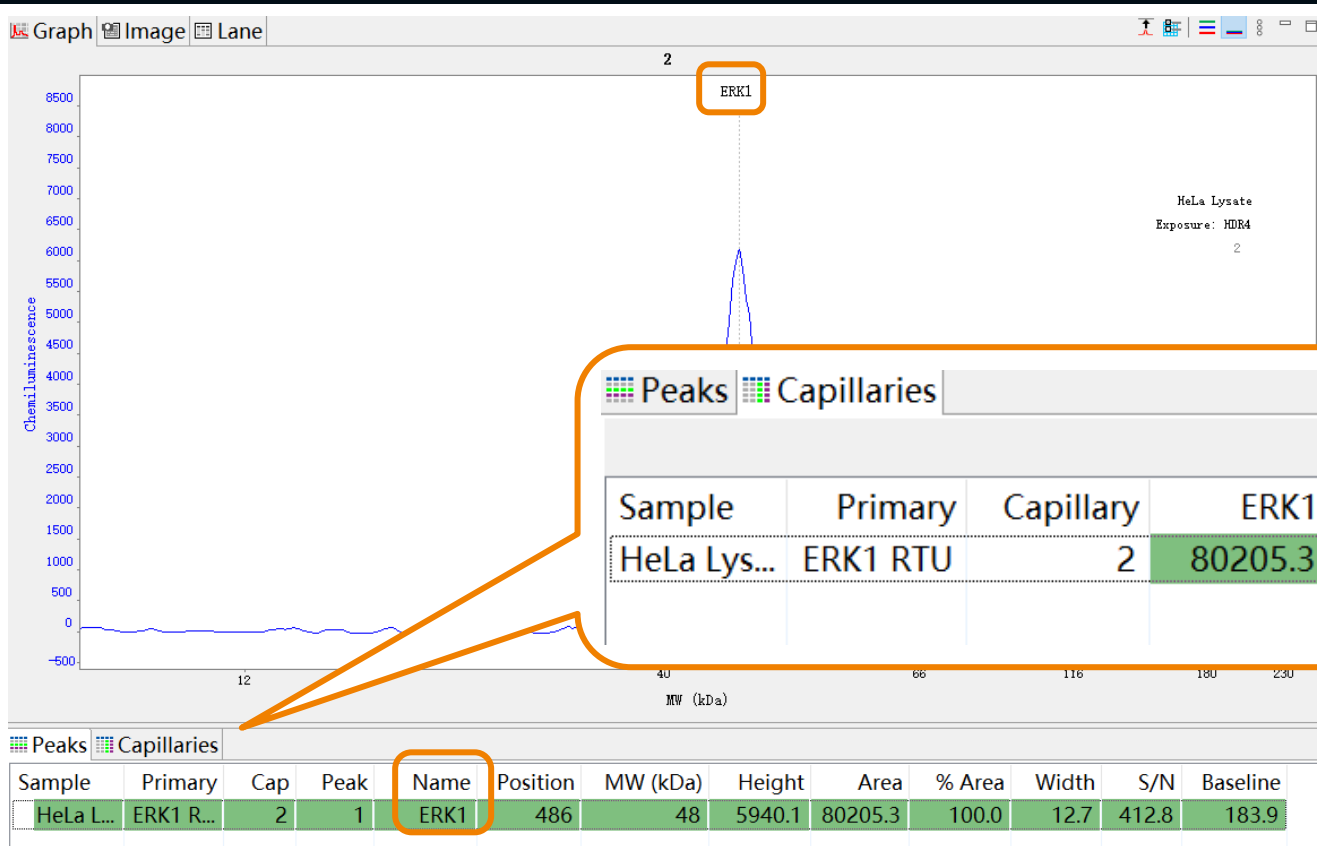 Graph Image Lane
2
ERK1
8500
8000
7500
7000
6500
6000
5500
5000
4500
4000
3500
3000
2500
2000
1500
1000
500
0
-500
Chemiluminescence
HeLa Lysate
Exposure: HDR4
2
Peaks Capillaries
Sample Primary Capillary ERK1
HeLa Lys... ERK1 RTU 2 80205.3
12 40 66 116 180 230
MW (kDa)
Peaks Capillaries
Sample Primary Cap Peak Name Position MW (kDa) Height Area % Area Width S/N Baseline
HeLa L... ERK1 R... 2 1 ERK1 486 48 5940.1 80205.3 100.0 12.7 412.8 183.9